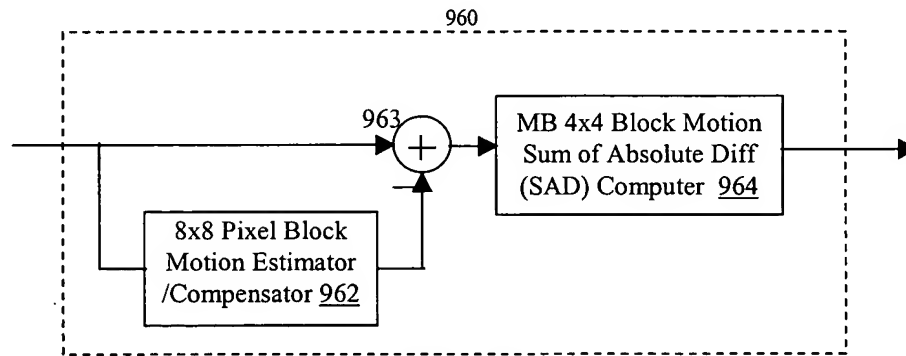 960
963
+
−
MB 4x4 Block Motion
Sum of Absolute Diff
(SAD) Computer 964
8x8 Pixel Block
Motion Estimator
/Compensator 962